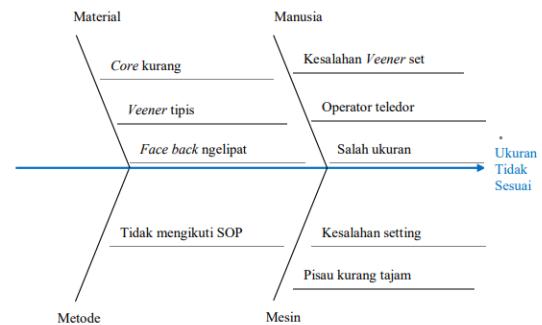 Material
Manusia
Core kurang
Kesalahan Veener set
Veener tipis
Operator teledor
Face back ngelipat
Salah ukuran
Ukuran
Tidak
Sesuai
Tidak mengikuti SOP
Kesalahan setting
Pisau kurang tajam
Metode
Mesin